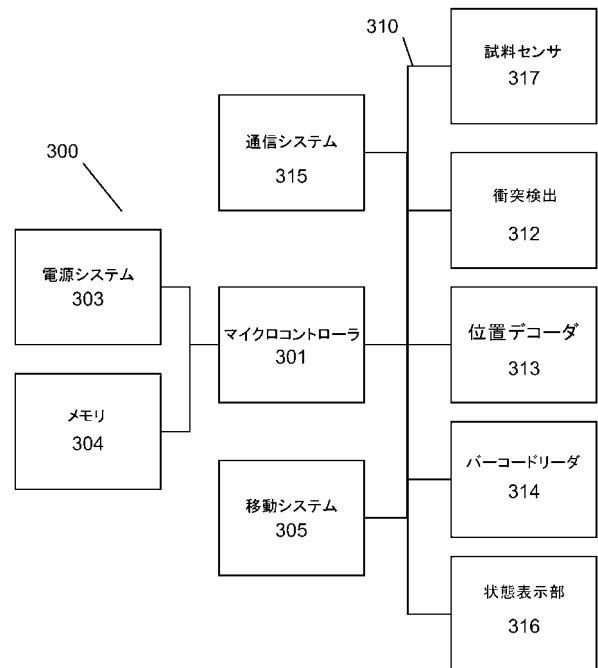 300
310
電源システム
303
メモリ
304
通信システム
315
マイクロコントローラ
301
移動システム
305
試料センサ
317
衝突検出
312
位置デコーダ
313
バーコードリーダ
314
状態表示部
316